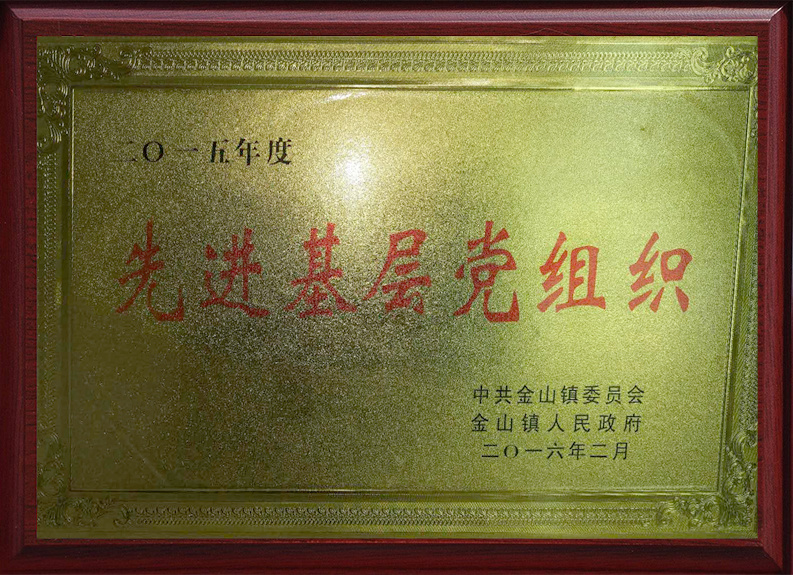 二〇一五年度
先进基层党组织
中共金山镇委员会
金山镇人民政府
二〇一六年二月